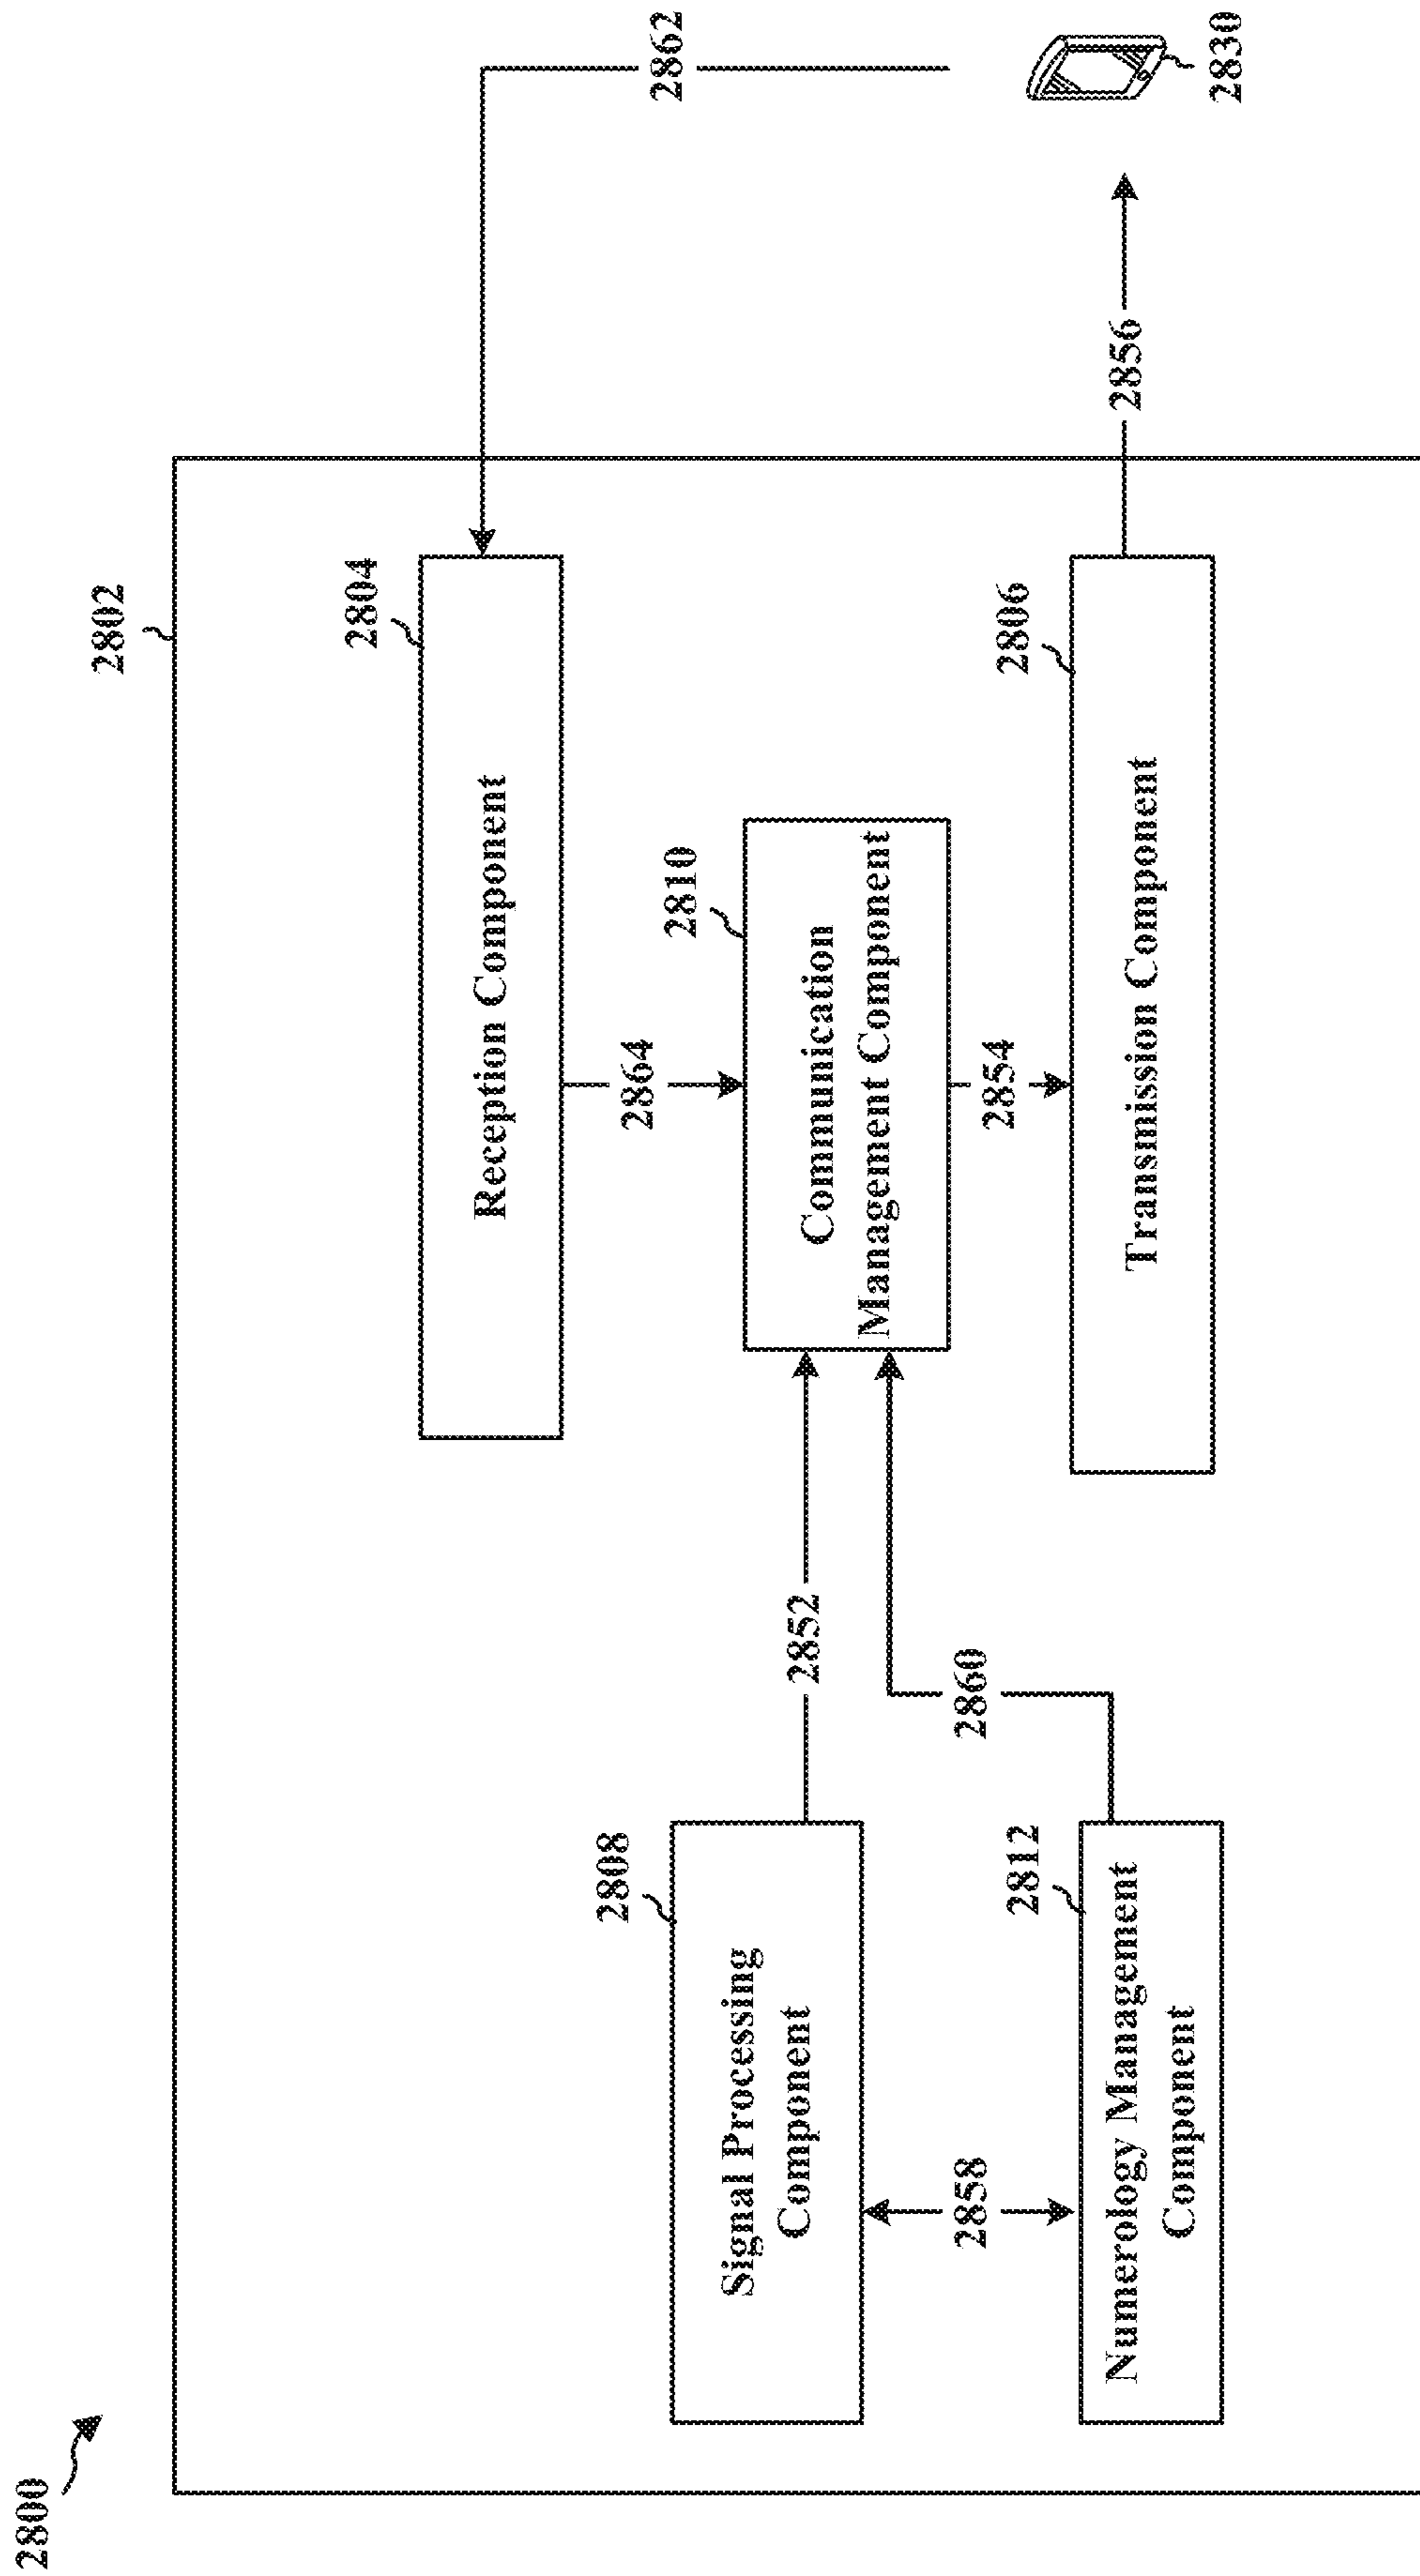 2800
2802
2804
Reception Component
2862
2808
2864
2810
Signal Processing
Component
2852
Communication
Management Component
2858
2860
2854
2806
2812
Numerology Management
Component
Transmission Component
2856
2830